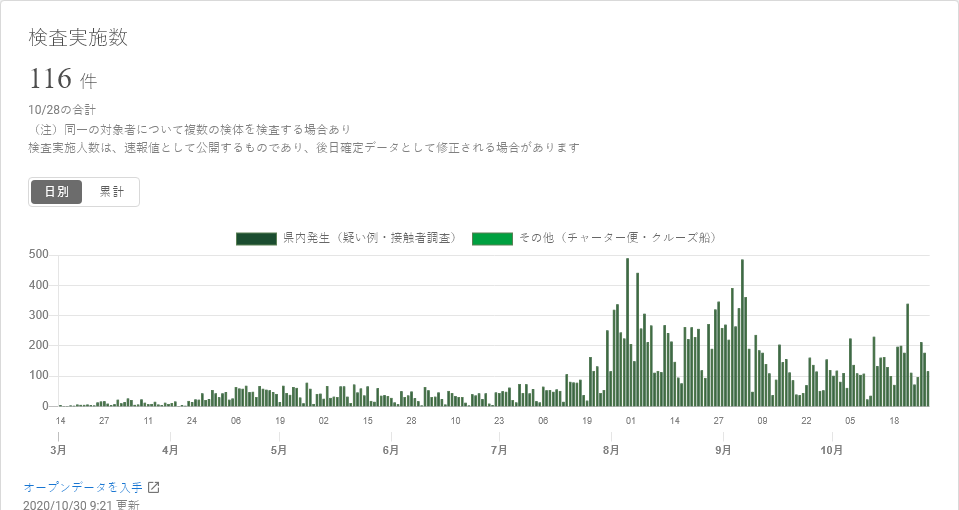 検査実施数
116 件
10/28の合計
（注）同一の対象者について複数の検体を検査する場合あり
検査実施人数は、速報値として公開するものであり、後日確定データとして修正される場合があります
日別 累計
県内発生（疑い例・接触者調査） その他（チャーター便・クルーズ船）
500
400
300
200
100
0
14 27 11 24 06 19 02 15 28 10 23 06 19 01 14 27 09 22 05 18
3月 4月 5月 6月 7月 8月 9月 10月
オープンデータを入手
2020/10/30 9:21 更新